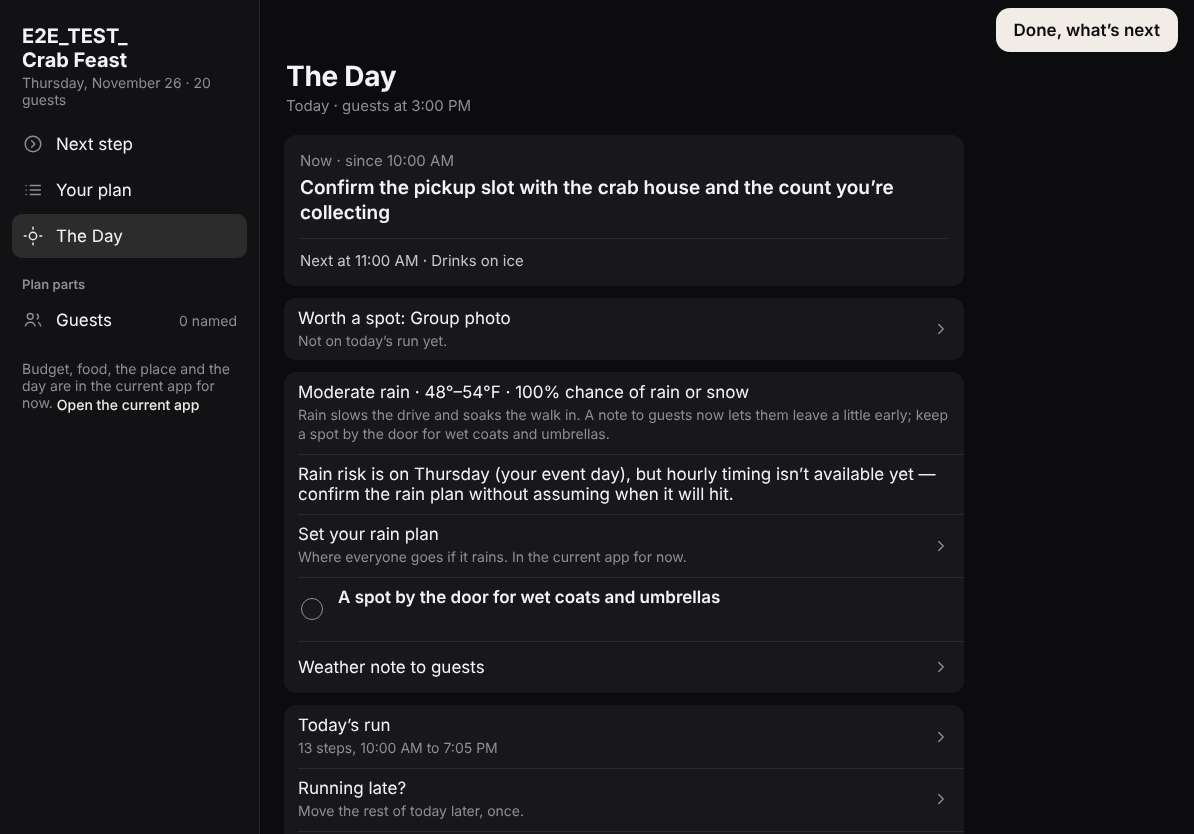 E2E_TEST_
Crab Feast
Thursday, November 26 · 20
guests
Next step
Your plan
The Day
Plan parts
Guests 0 named
Budget, food, the place and the
day are in the current app for
now. Open the current app
Done, what’s next
The Day
Today · guests at 3:00 PM
Now · since 10:00 AM
Confirm the pickup slot with the crab house and the count you’re
collecting
Next at 11:00 AM · Drinks on ice
Worth a spot: Group photo
Not on today’s run yet.
Moderate rain · 48°–54°F · 100% chance of rain or snow
Rain slows the drive and soaks the walk in. A note to guests now lets them leave a little early; keep
a spot by the door for wet coats and umbrellas.
Rain risk is on Thursday (your event day), but hourly timing isn’t available yet —
confirm the rain plan without assuming when it will hit.
Set your rain plan
Where everyone goes if it rains. In the current app for now.
A spot by the door for wet coats and umbrellas
Weather note to guests
Today’s run
13 steps, 10:00 AM to 7:05 PM
Running late?
Move the rest of today later, once.